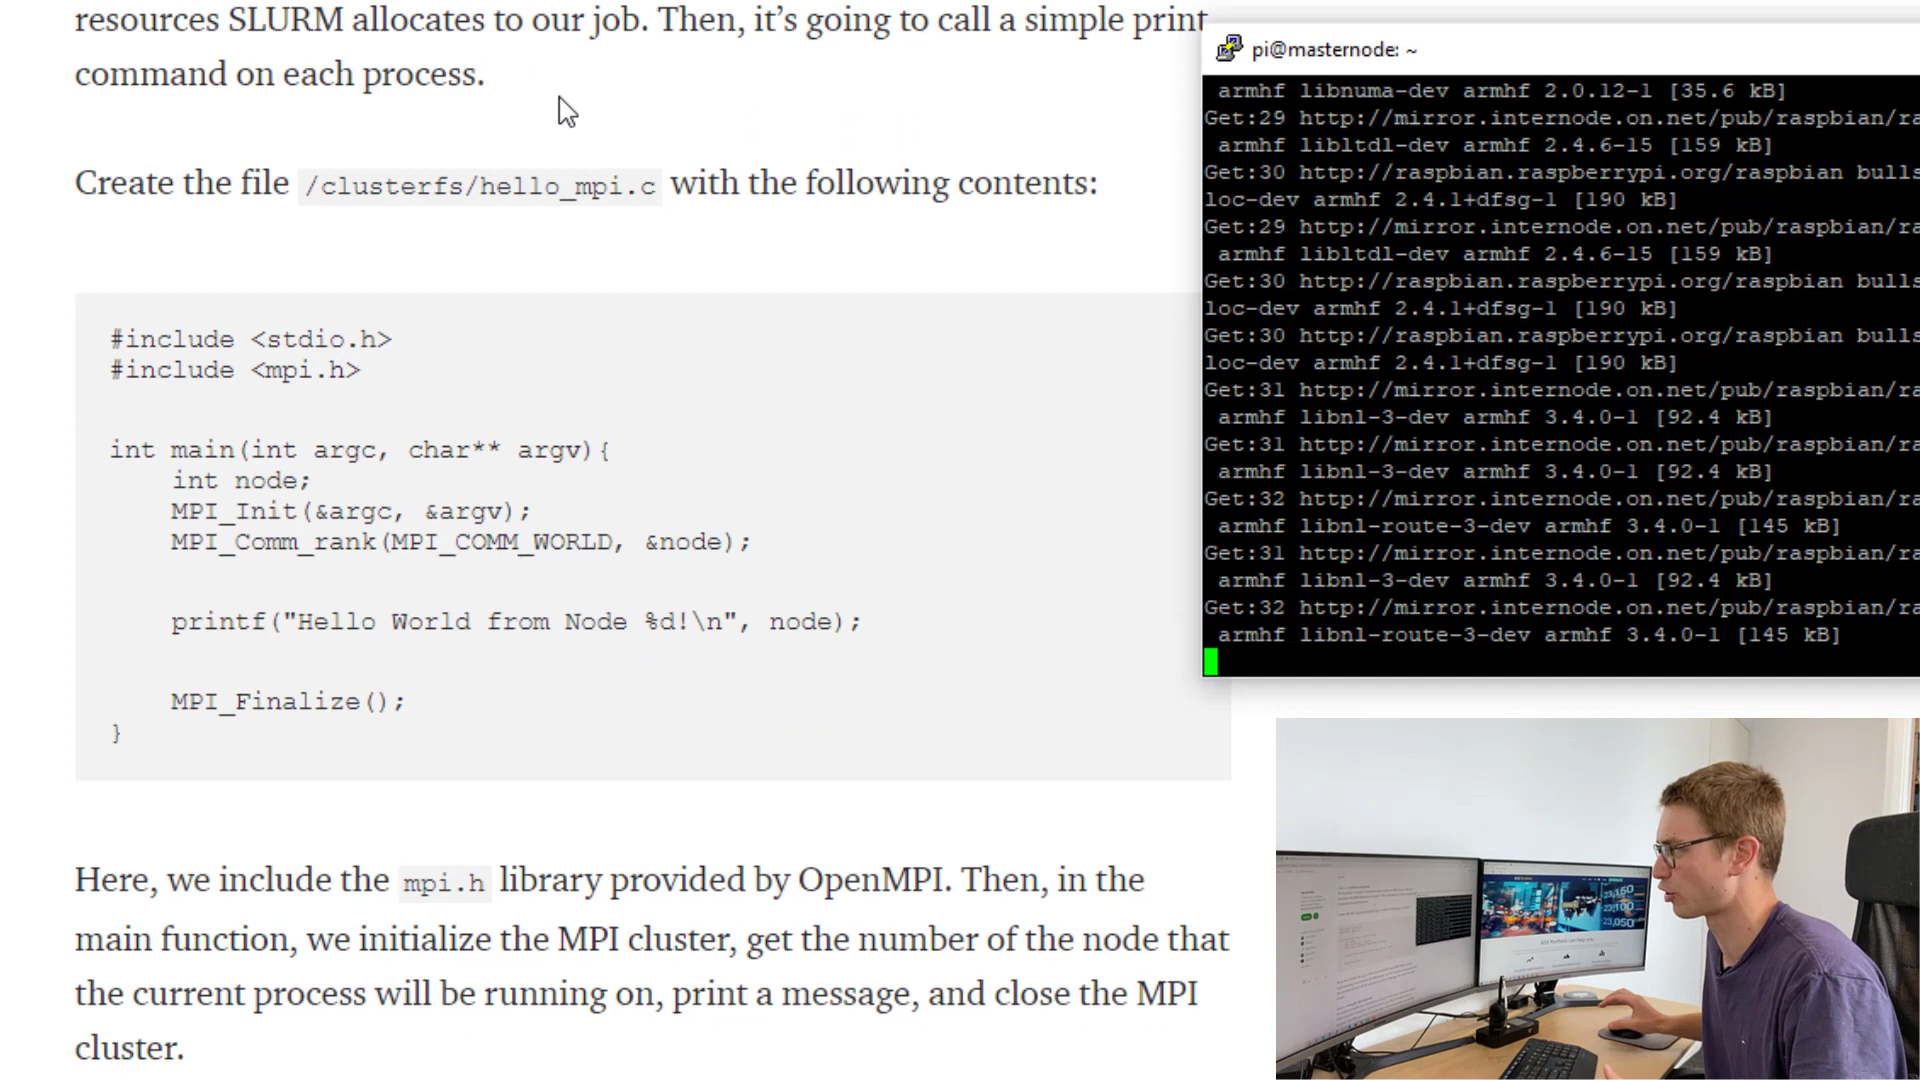 resources SLURM allocates to our job. Then, it's going to call a simple print
command on each process.
Create the file /clusterfs/hello_mpi.c with the following contents:
#include <stdio.h>
#include <mpi.h>
int main(int argc, char** argv){
int node;
MPI_Init(&argc, &argv);
MPI_Comm_rank(MPI_COMM_WORLD, &node);
printf("Hello World from Node %d!\n", node);
MPI_Finalize();
}
Here, we include the mpi.h library provided by OpenMPI. Then, in the
main function, we initialize the MPI cluster, get the number of the node that
the current process will be running on, print a message, and close the MPI
cluster.
pi@masternode: ~
armhf libnuma-dev armhf 2.0.12-1 [35.6 kB]
Get:29 http://mirror.internode.on.net/pub/raspbian/ra
armhf libltdl-dev armhf 2.4.6-15 [159 kB]
Get:30 http://raspbian.raspberrypi.org/raspbian bulls
loc-dev armhf 2.4.1+dfsg-1 [190 kB]
Get:29 http://mirror.internode.on.net/pub/raspbian/ra
armhf libltdl-dev armhf 2.4.6-15 [159 kB]
Get:30 http://raspbian.raspberrypi.org/raspbian bulls
loc-dev armhf 2.4.1+dfsg-1 [190 kB]
Get:30 http://raspbian.raspberrypi.org/raspbian bulls
loc-dev armhf 2.4.1+dfsg-1 [190 kB]
Get:31 http://mirror.internode.on.net/pub/raspbian/ra
armhf libnl-3-dev armhf 3.4.0-1 [92.4 kB]
Get:31 http://mirror.internode.on.net/pub/raspbian/ra
armhf libnl-3-dev armhf 3.4.0-1 [92.4 kB]
Get:32 http://mirror.internode.on.net/pub/raspbian/ra
armhf libnl-route-3-dev armhf 3.4.0-1 [145 kB]
Get:31 http://mirror.internode.on.net/pub/raspbian/ra
armhf libnl-3-dev armhf 3.4.0-1 [92.4 kB]
Get:32 http://mirror.internode.on.net/pub/raspbian/ra
armhf libnl-route-3-dev armhf 3.4.0-1 [145 kB]